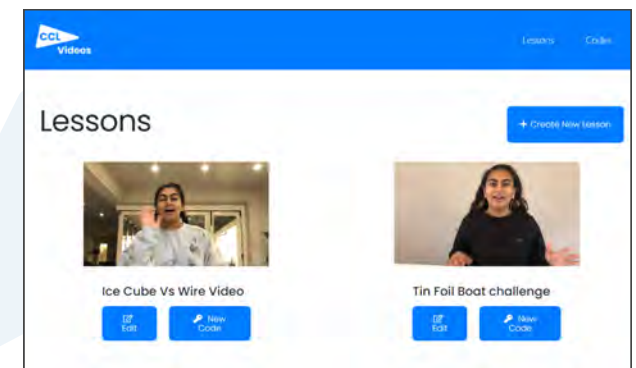 CCL
Videos
Lessons Codes
Lessons
+ Create New Lesson
Ice Cube Vs Wire Video
Tin Foil Boat challenge
Edit
New Code
Edit
New Code